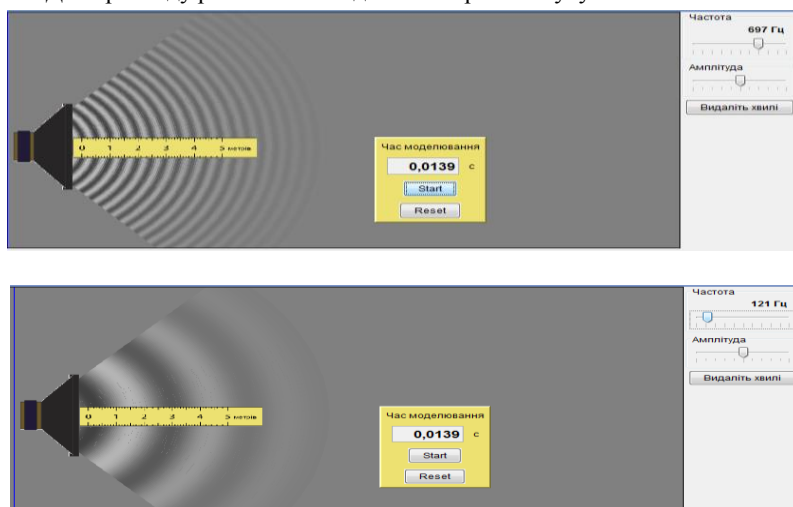 Частота
697 Гц
Амплітуда
Видаліть хвилі
0 1 2 3 4 5 метрів
Час моделювання
0,0139 с
Start
Reset
Частота
121 Гц
Амплітуда
Видаліть хвилі
0 1 2 3 4 5 метрів
Час моделювання
0,0139 с
Start
Reset